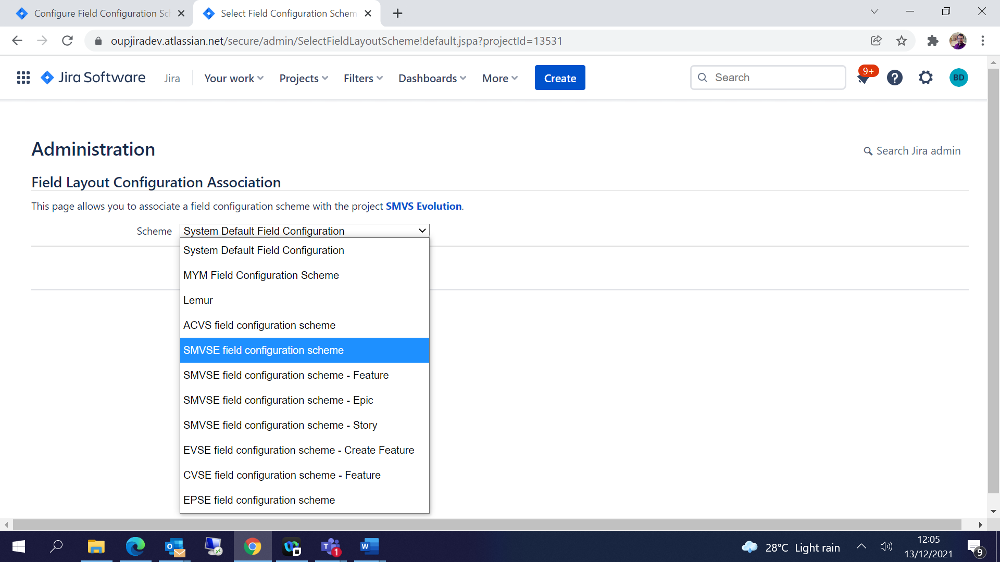 Configure Field Configuration Sc
Select Field Configuration Schem
oupjiradev.atlassian.net/secure/admin/SelectFieldLayoutScheme!default.jspa?projectId=13531
Jira Software
Jira
Your work
Projects
Filters
Dashboards
More
Create
Search
9+
BD
Administration
Search Jira admin
Field Layout Configuration Association
This page allows you to associate a field configuration scheme with the project SMVS Evolution.
Scheme
System Default Field Configuration
System Default Field Configuration
MYM Field Configuration Scheme
Lemur
ACVS field configuration scheme
SMVSE field configuration scheme
SMVSE field configuration scheme - Feature
SMVSE field configuration scheme - Epic
SMVSE field configuration scheme - Story
EVSE field configuration scheme - Create Feature
CVSE field configuration scheme - Feature
EPSE field configuration scheme
28°C Light rain
12:05
13/12/2021
9
1